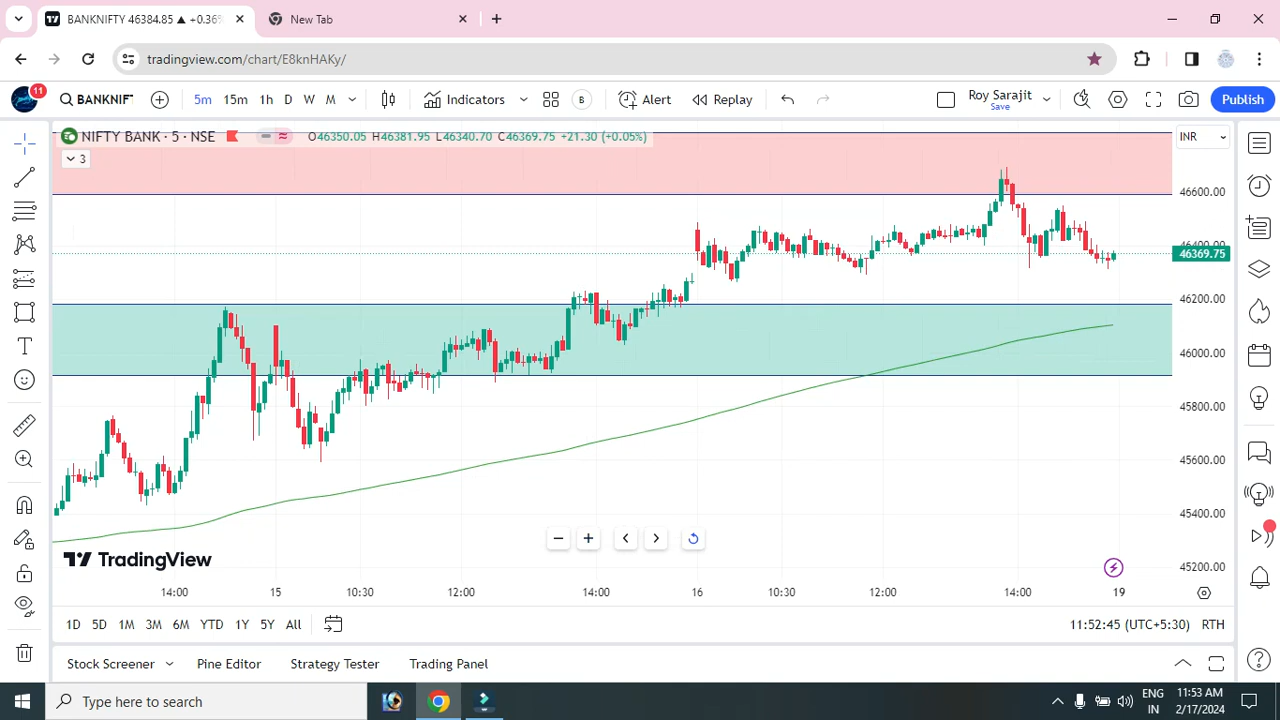 BANKNIFTY 46384.85 ▲ +0.36%
New Tab
tradingview.com/chart/E8knHAKy/
11
BANKNIF
5m 15m 1h D W M
Indicators
B
Alert
Replay
Roy Sarajit
Save
Publish
NIFTY BANK · 5 · NSE
O46350.05 H46381.95 L46340.70 C46369.75 +21.30 (+0.05%)
INR
3
46600.00
46400.00
46369.75
46200.00
46000.00
45800.00
45600.00
45400.00
45200.00
TradingView
14:00 15 10:30 12:00 14:00 16 10:30 12:00 14:00 19
1D 5D 1M 3M 6M YTD 1Y 5Y All
11:52:45 (UTC+5:30) RTH
Stock Screener
Pine Editor
Strategy Tester
Trading Panel
Type here to search
ENG
IN
11:53 AM
2/17/2024